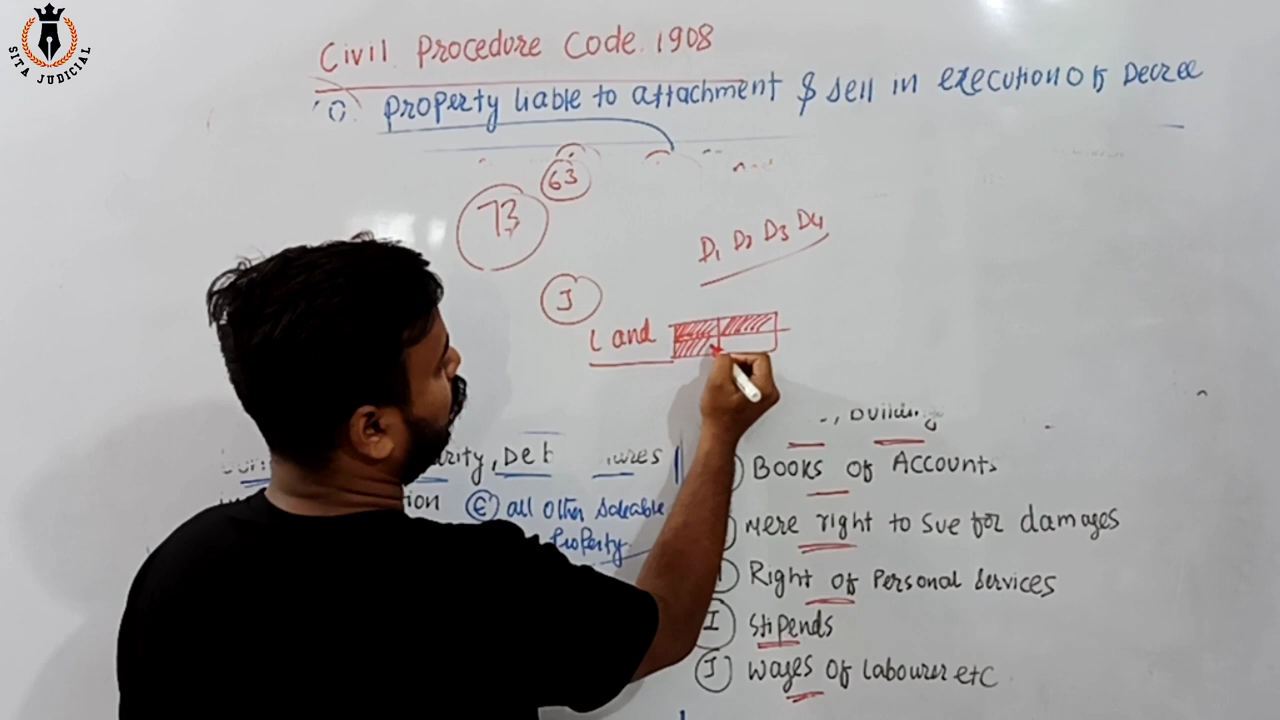 SITA JUDICIAL
Civil Procedure Code. 1908
Property liable to attachment $ sell in execution Of Decree
63
73
D1 D2 D3 D4
J
Land
, Building
, Deb
Books of Accounts
Mere right to sue for damages
(E) all other saleable
Property
Right of Personal Services
I Stipends
J Wages of labourer etc